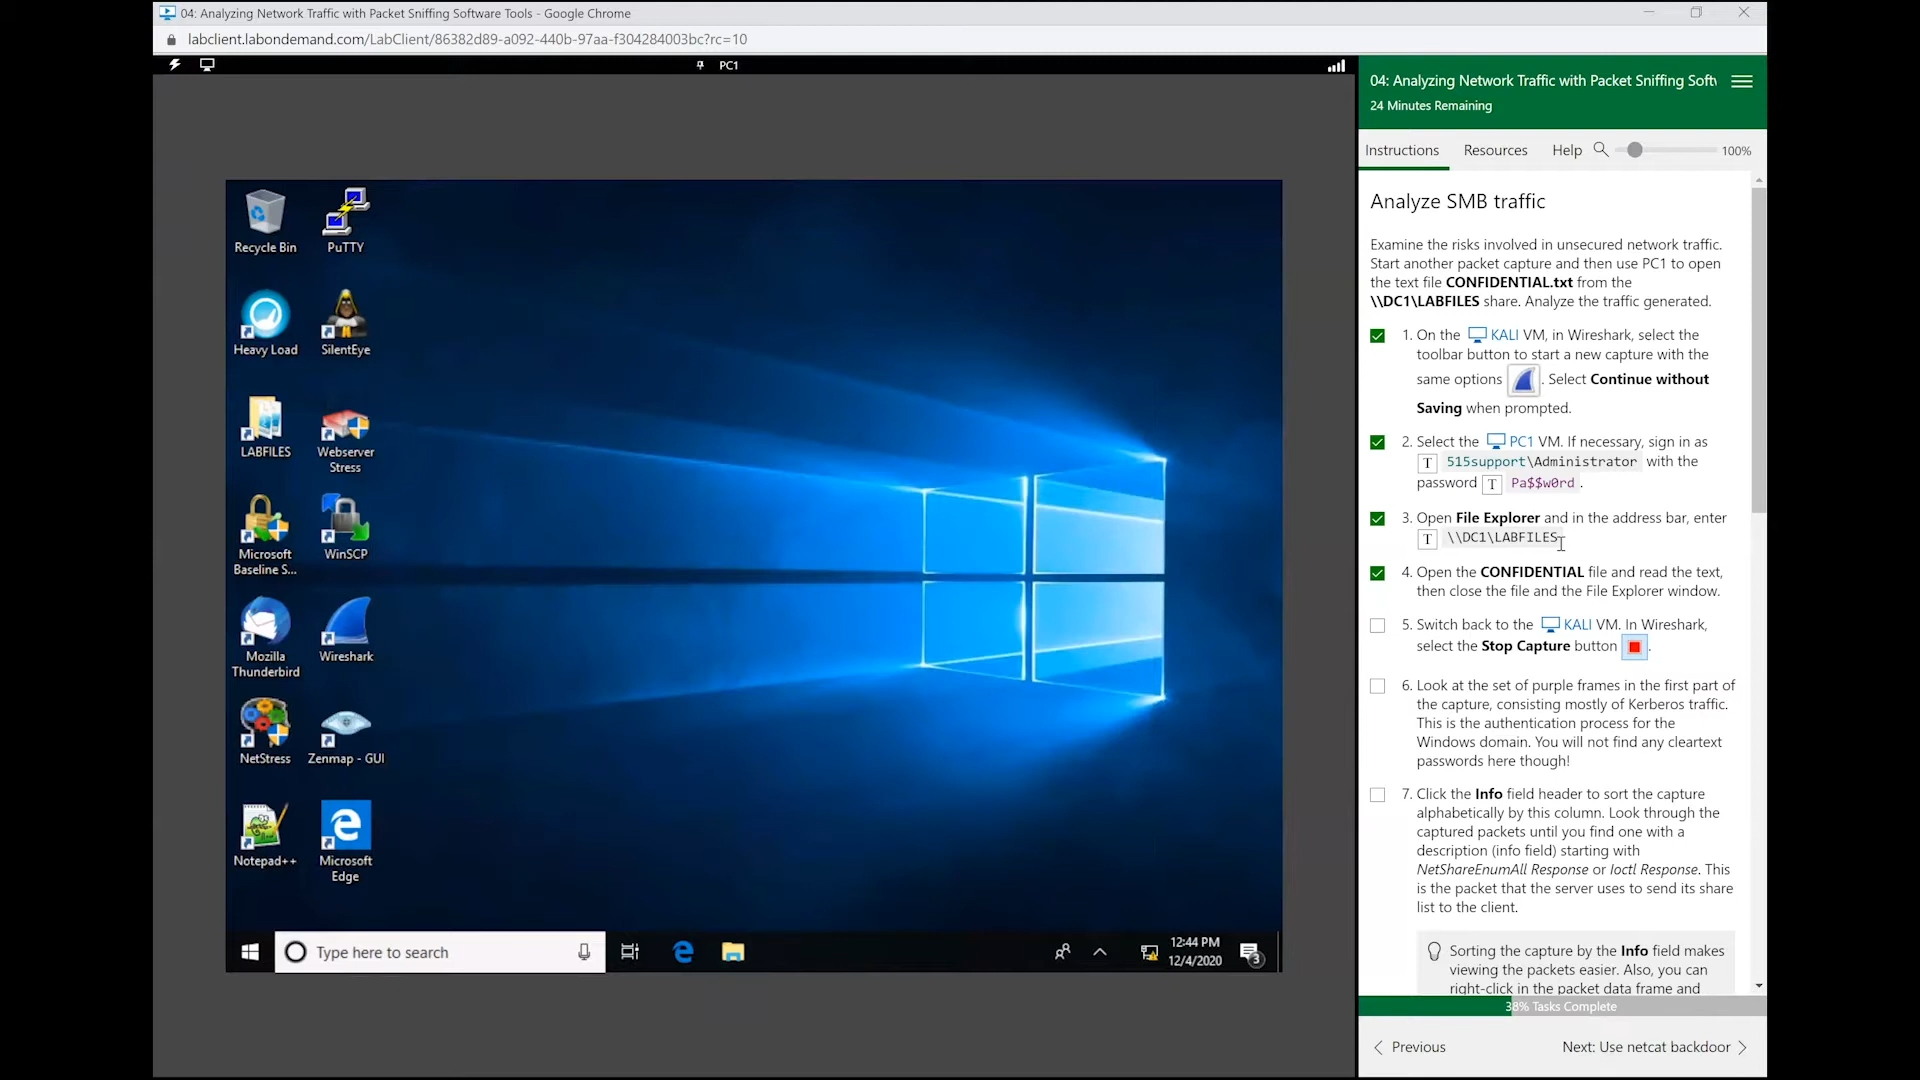 04: Analyzing Network Traffic with Packet Sniffing Software Tools - Google Chrome
labclient.labondemand.com/LabClient/86382d89-a092-440b-97aa-f304284003bc?rc=10
PC1
Recycle Bin
PuTTY
Heavy Load
SilentEye
LABFILES
Webserver
Stress
Microsoft
Baseline S...
WinSCP
Mozilla
Thunderbird
Wireshark
NetStress
Zenmap - GUI
Notepad++
Microsoft
Edge
Type here to search
12:44 PM
12/4/2020
3
04: Analyzing Network Traffic with Packet Sniffing Softw
24 Minutes Remaining
Instructions Resources Help 100%
Analyze SMB traffic
Examine the risks involved in unsecured network traffic.
Start another packet capture and then use PC1 to open
the text file CONFIDENTIAL.txt from the
\\DC1\LABFILES share. Analyze the traffic generated.
1. On the KALI VM, in Wireshark, select the
toolbar button to start a new capture with the
same options . Select Continue without
Saving when prompted.
2. Select the PC1 VM. If necessary, sign in as
T 515support\Administrator with the
password T Pa$$w0rd .
3. Open File Explorer and in the address bar, enter
T \\DC1\LABFILES
4. Open the CONFIDENTIAL file and read the text,
then close the file and the File Explorer window.
5. Switch back to the KALI VM. In Wireshark,
select the Stop Capture button .
6. Look at the set of purple frames in the first part of
the capture, consisting mostly of Kerberos traffic.
This is the authentication process for the
Windows domain. You will not find any cleartext
passwords here though!
7. Click the Info field header to sort the capture
alphabetically by this column. Look through the
captured packets until you find one with a
description (info field) starting with
NetShareEnumAll Response or Ioctl Response. This
is the packet that the server uses to send its share
list to the client.
Sorting the capture by the Info field makes
viewing the packets easier. Also, you can
right-click in the packet data frame and
38% Tasks Complete
Previous
Next: Use netcat backdoor